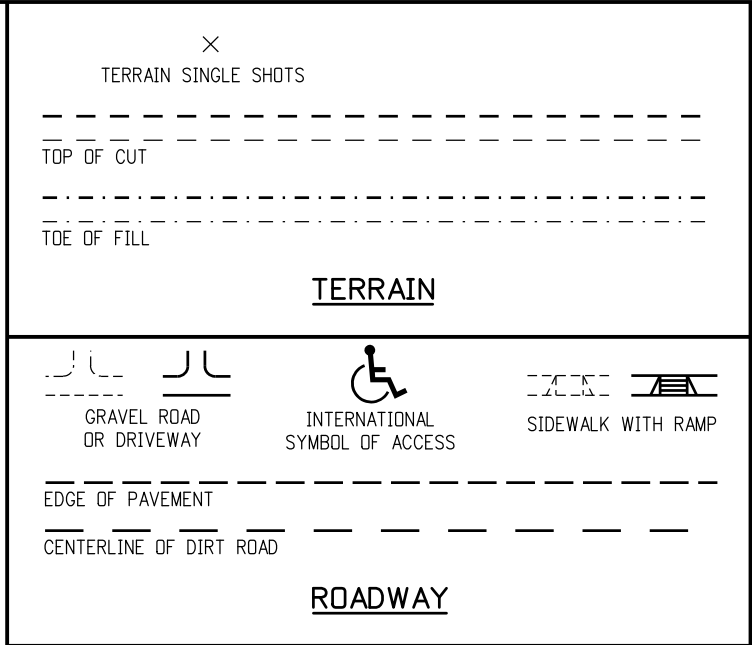 TERRAIN SINGLE SHOTS
TOP OF CUT
TOE OF FILL
TERRAIN
GRAVEL ROAD
OR DRIVEWAY
INTERNATIONAL
SYMBOL OF ACCESS
SIDEWALK WITH RAMP
EDGE OF PAVEMENT
CENTERLINE OF DIRT ROAD
ROADWAY